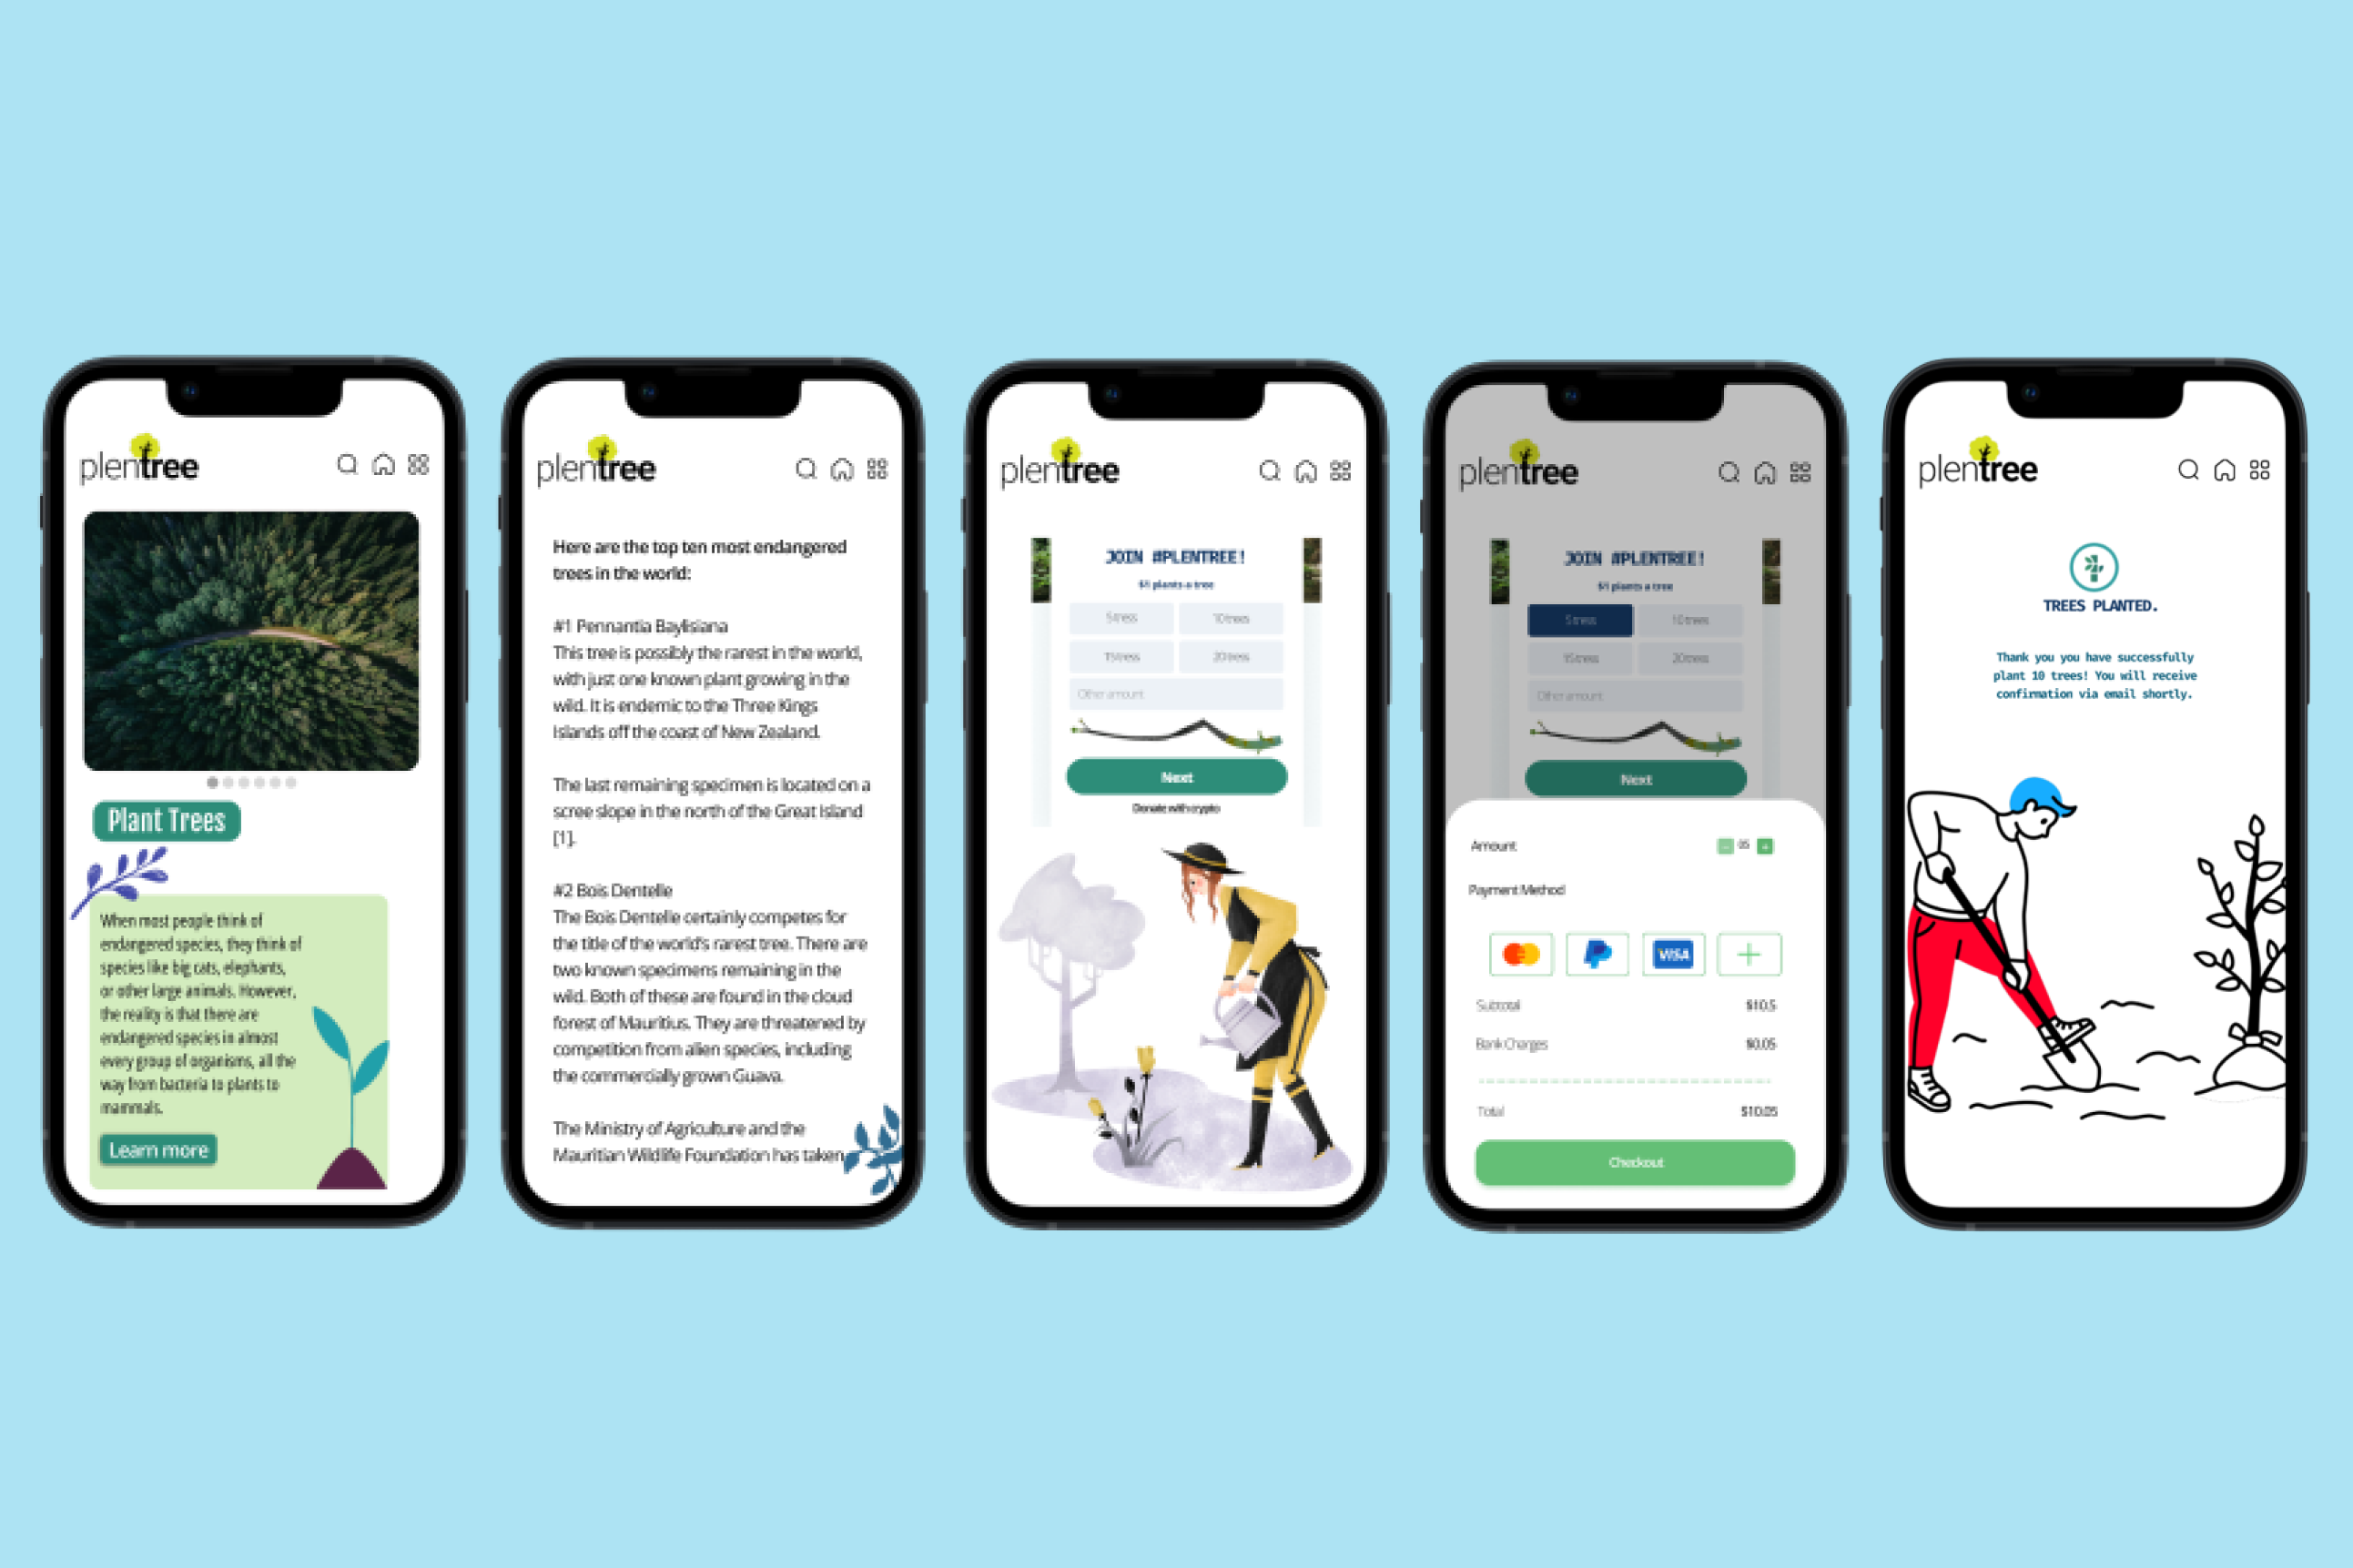 plentree
Plant Trees
When most people think of
endangered species, they think of
species like big cats, elephants,
or other large animals. However,
the reality is that there are
endangered species in almost
every group of organisms, all the
way from bacteria to plants to
mammals.
Learn more
plentree
Here are the top ten most endangered
trees in the world:
#1 Pennantia Baylisiana
This tree is possibly the rarest in the world,
with just one known plant growing in the
wild. It is endemic to the Three Kings
Islands off the coast of New Zealand.
The last remaining specimen is located on a
scree slope in the north of the Great Island
[1].
#2 Bois Dentelle
The Bois Dentelle certainly competes for
the title of the world's rarest tree. There are
two known specimens remaining in the
wild. Both of these are found in the cloud
forest of Mauritius. They are threatened by
competition from alien species, including
the commercially grown Guava.
The Ministry of Agriculture and the
Mauritian Wildlife Foundation has taken
plentree
JOIN #PLENTREE!
$1 plants a tree
5 tress 10 trees
15 tress 20 tress
Other amount
Next
Donate with crypto
plentree
JOIN #PLENTREE!
$1 plants a tree
5 tress 10 trees
15 tress 20 tress
Other amount
Next
Amount - 05 +
Payment Method
VISA
Subtotal $10.5
Bank Charges $0.05
Total $10.05
Checkout
plentree
TREES PLANTED.
Thank you you have successfully
plant 10 trees! You will receive
confirmation via email shortly.